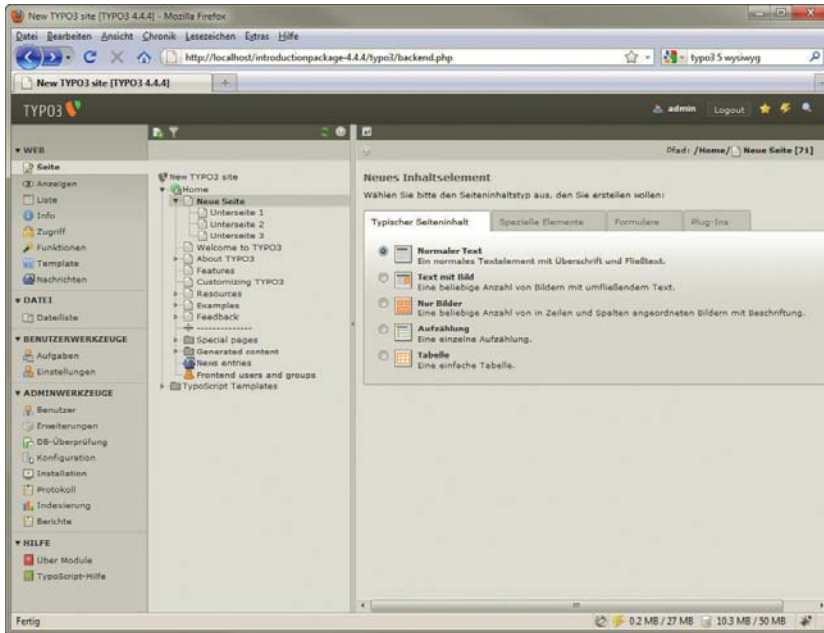 New TYPO3 site [TYPO3 4.4.4] - Mozilla Firefox
Datei Bearbeiten Ansicht Chronik Lesezeichen Extras Hilfe
http://localhost/introductionpackage-4.4.4/typo3/backend.php
typo3 5 wysiwyg
New TYPO3 site [TYPO3 4.4.4]
TYPO3
admin Logout
Pfad: /Home/ Neue Seite [71]
WEB
Seite
Anzeigen
Liste
Info
Zugriff
Funktionen
Template
Nachrichten
DATEI
Dateiliste
BENUTZERWERKZEUGE
Aufgaben
Einstellungen
ADMINWERKZEUGE
Benutzer
Erweiterungen
DB-Überprüfung
Konfiguration
Installation
Protokoll
Indexierung
Berichte
HILFE
Über Module
TypoScript-Hilfe
New TYPO3 site
Home
Neue Seite
Unterseite 1
Unterseite 2
Unterseite 3
Welcome to TYPO3
About TYPO3
Features
Customizing TYPO3
Resources
Examples
Feedback
--------------
Special pages
Generated content
News entries
Frontend users and groups
TypoScript Templates
Neues Inhaltselement
Wählen Sie bitte den Seiteninhaltstyp aus, den Sie erstellen wollen:
Typischer Seiteninhalt Spezielle Elemente Formulare Plug-Ins
Normaler Text
Ein normales Textelement mit Überschrift und Fließtext.
Text mit Bild
Eine beliebige Anzahl von Bildern mit umfließendem Text.
Nur Bilder
Eine beliebige Anzahl von in Zeilen und Spalten angeordneten Bildern mit Beschriftung.
Aufzählung
Eine einzelne Aufzählung.
Tabelle
Eine einfache Tabelle.
Fertig
0.2 MB / 27 MB 10.3 MB / 50 MB